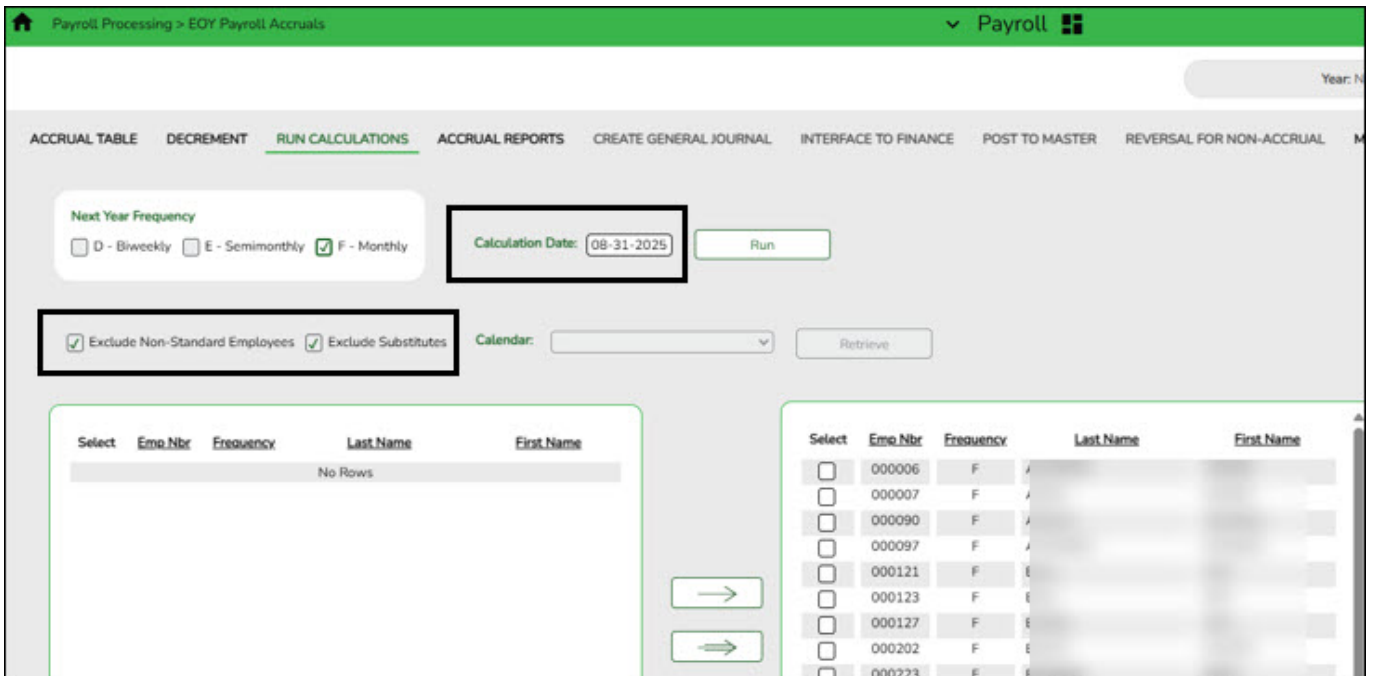 Payroll Processing > EOY Payroll Accruals
Payroll
Year: N
ACCRUAL TABLE DECREMENT RUN CALCULATIONS ACCRUAL REPORTS CREATE GENERAL JOURNAL INTERFACE TO FINANCE POST TO MASTER REVERSAL FOR NON-ACCRUAL M
Next Year Frequency
D - Biweekly E - Semimonthly F - Monthly
Calculation Date: 08-31-2025 Run
Exclude Non-Standard Employees Exclude Substitutes Calendar: Retrieve
Select Emp Nbr Frequency Last Name First Name
No Rows
Select Emp Nbr Frequency Last Name First Name
000006 F
000007 F
000090 F
000097 F
000121 F
000123 F
000127 F
000202 F
000223 F